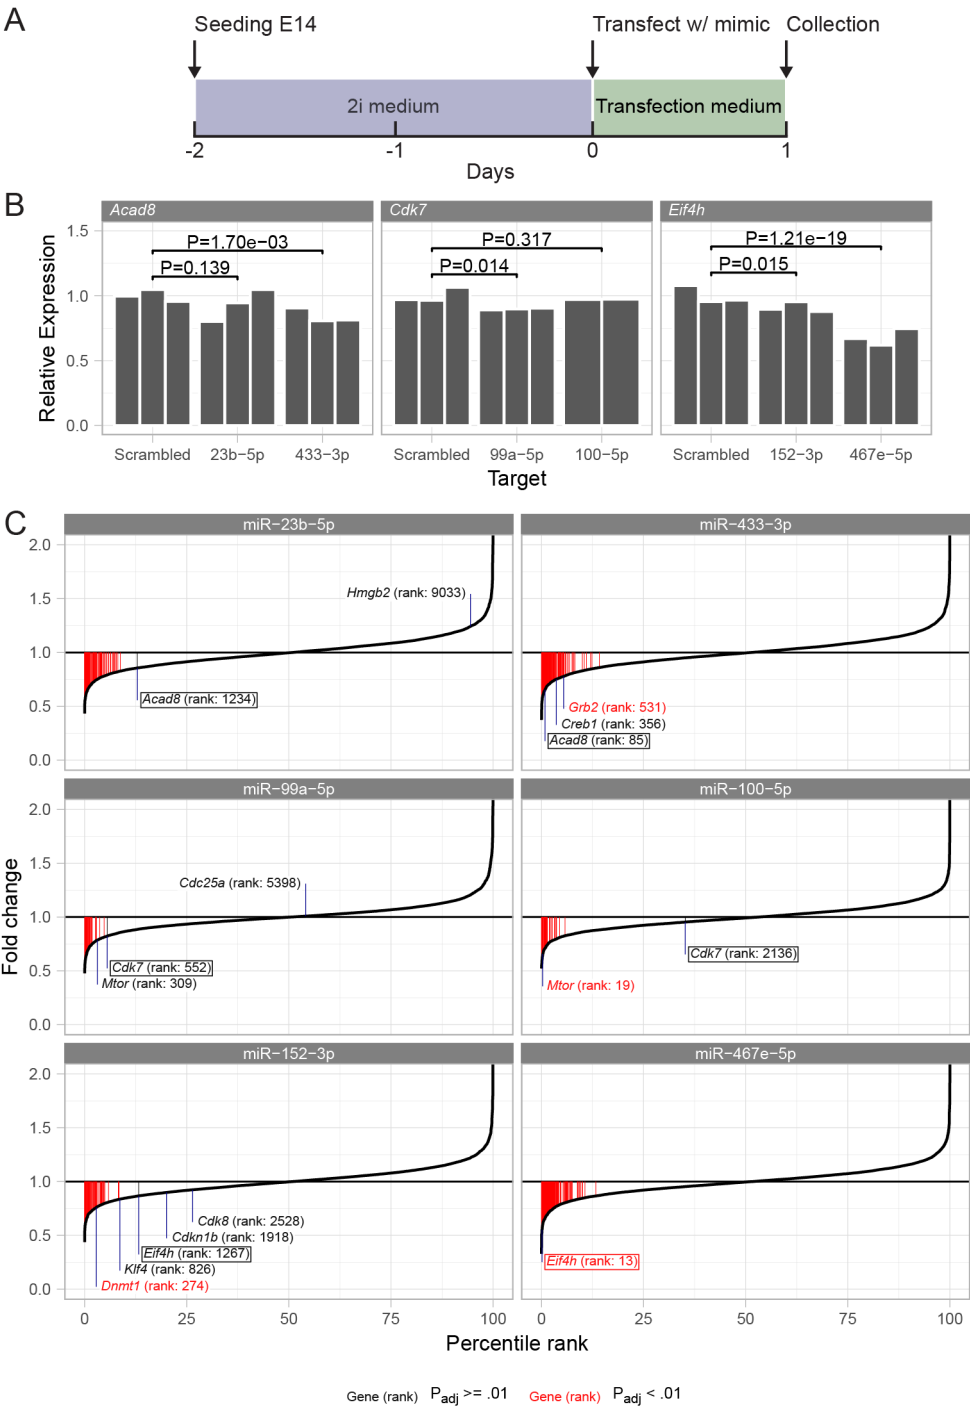 A
Seeding E14
Transfect w/ mimic
Collection
2i medium
Transfection medium
-2
-1
0
1
Days
B
Acad8
Cdk7
Eif4h
Relative Expression
1.5
1.0
0.5
0.0
P=1.70e−03
P=0.139
P=0.317
P=0.014
P=1.21e−19
P=0.015
Scrambled
23b-5p
433-3p
Scrambled
99a-5p
100-5p
Scrambled
152-3p
467e-5p
Target
C
Fold change
miR−23b−5p
miR−433−3p
2.0
1.5
1.0
0.5
0.0
Hmgb2 (rank: 9033)
Acad8 (rank: 1234)
Grb2 (rank: 531)
Creb1 (rank: 356)
Acad8 (rank: 85)
miR−99a−5p
miR−100−5p
2.0
1.5
1.0
0.5
0.0
Cdc25a (rank: 5398)
Cdk7 (rank: 552)
Mtor (rank: 309)
Cdk7 (rank: 2136)
Mtor (rank: 19)
miR−152−3p
miR−467e−5p
2.0
1.5
1.0
0.5
0.0
Cdk8 (rank: 2528)
Cdkn1b (rank: 1918)
Eif4h (rank: 1267)
Klf4 (rank: 826)
Dnmt1 (rank: 274)
Eif4h (rank: 13)
0
25
50
75
100
0
25
50
75
100
Percentile rank
Gene (rank) Padj >= .01 Gene (rank) Padj < .01